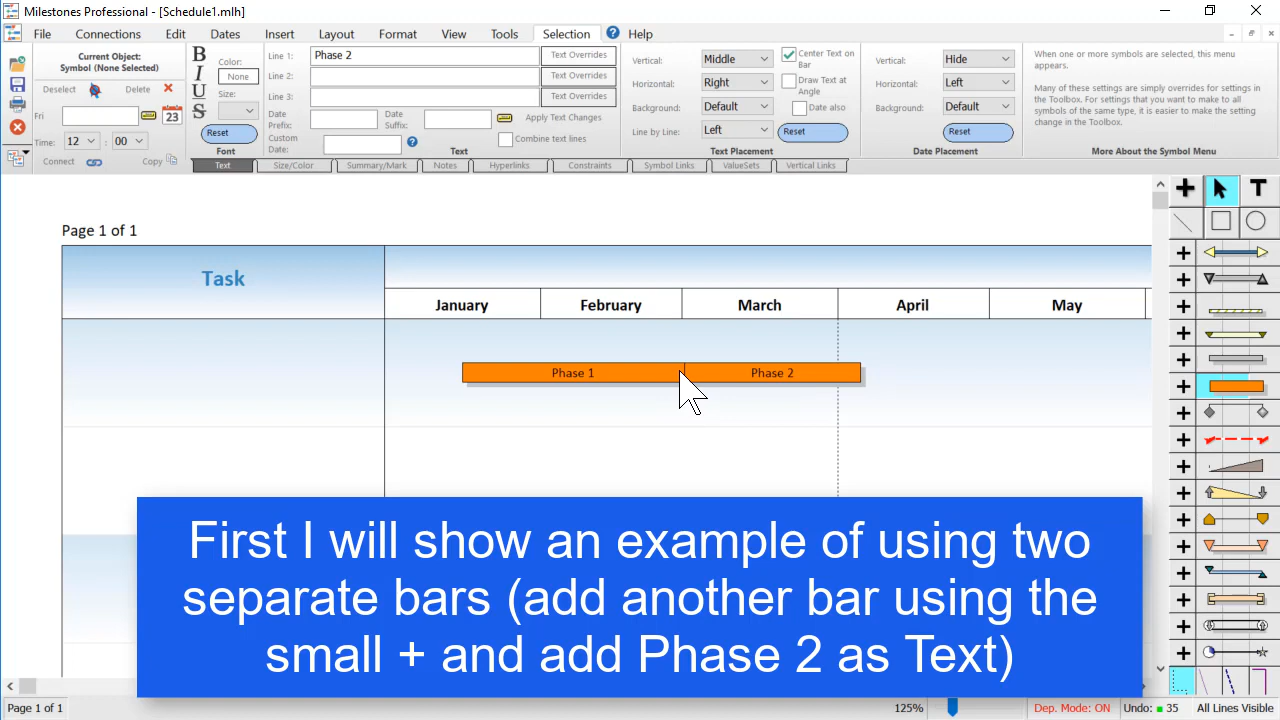 Milestones Professional - [Schedule1.mlh]
File Connections Edit Dates Insert Layout Format View Tools Selection ? Help
Current Object:
Symbol (None Selected)
Deselect Delete
Fri 23
Time: 12 : 00
Connect Copy
B
I
U
S
Color:
None
Size:
Reset
Font
Line 1: Phase 2 Text Overrides
Line 2: Text Overrides
Line 3: Text Overrides
Date Prefix: Date Suffix: Apply Text Changes
Custom Date: ? Combine text lines
Text
Vertical: Middle Center Text on Bar
Horizontal: Right Draw Text at Angle
Background: Default Date also
Line by Line: Left Reset
Text Placement
Vertical: Hide
Horizontal: Left
Background: Default
Reset
Date Placement
When one or more symbols are selected, this menu
appears.
Many of these settings are simply overrides for settings in
the Toolbox. For settings that you want to make to all
symbols of the same type, it is easier to make the setting
change in the Toolbox.
More About the Symbol Menu
Text Size/Color Summary/Mark Notes Hyperlinks Constraints Symbol Links ValueSets Vertical Links
T
Page 1 of 1
Task
January February March April May
Phase 1 Phase 2
First I will show an example of using two
separate bars (add another bar using the
small + and add Phase 2 as Text)
Page 1 of 1 125% Dep. Mode: ON Undo: 35 All Lines Visible